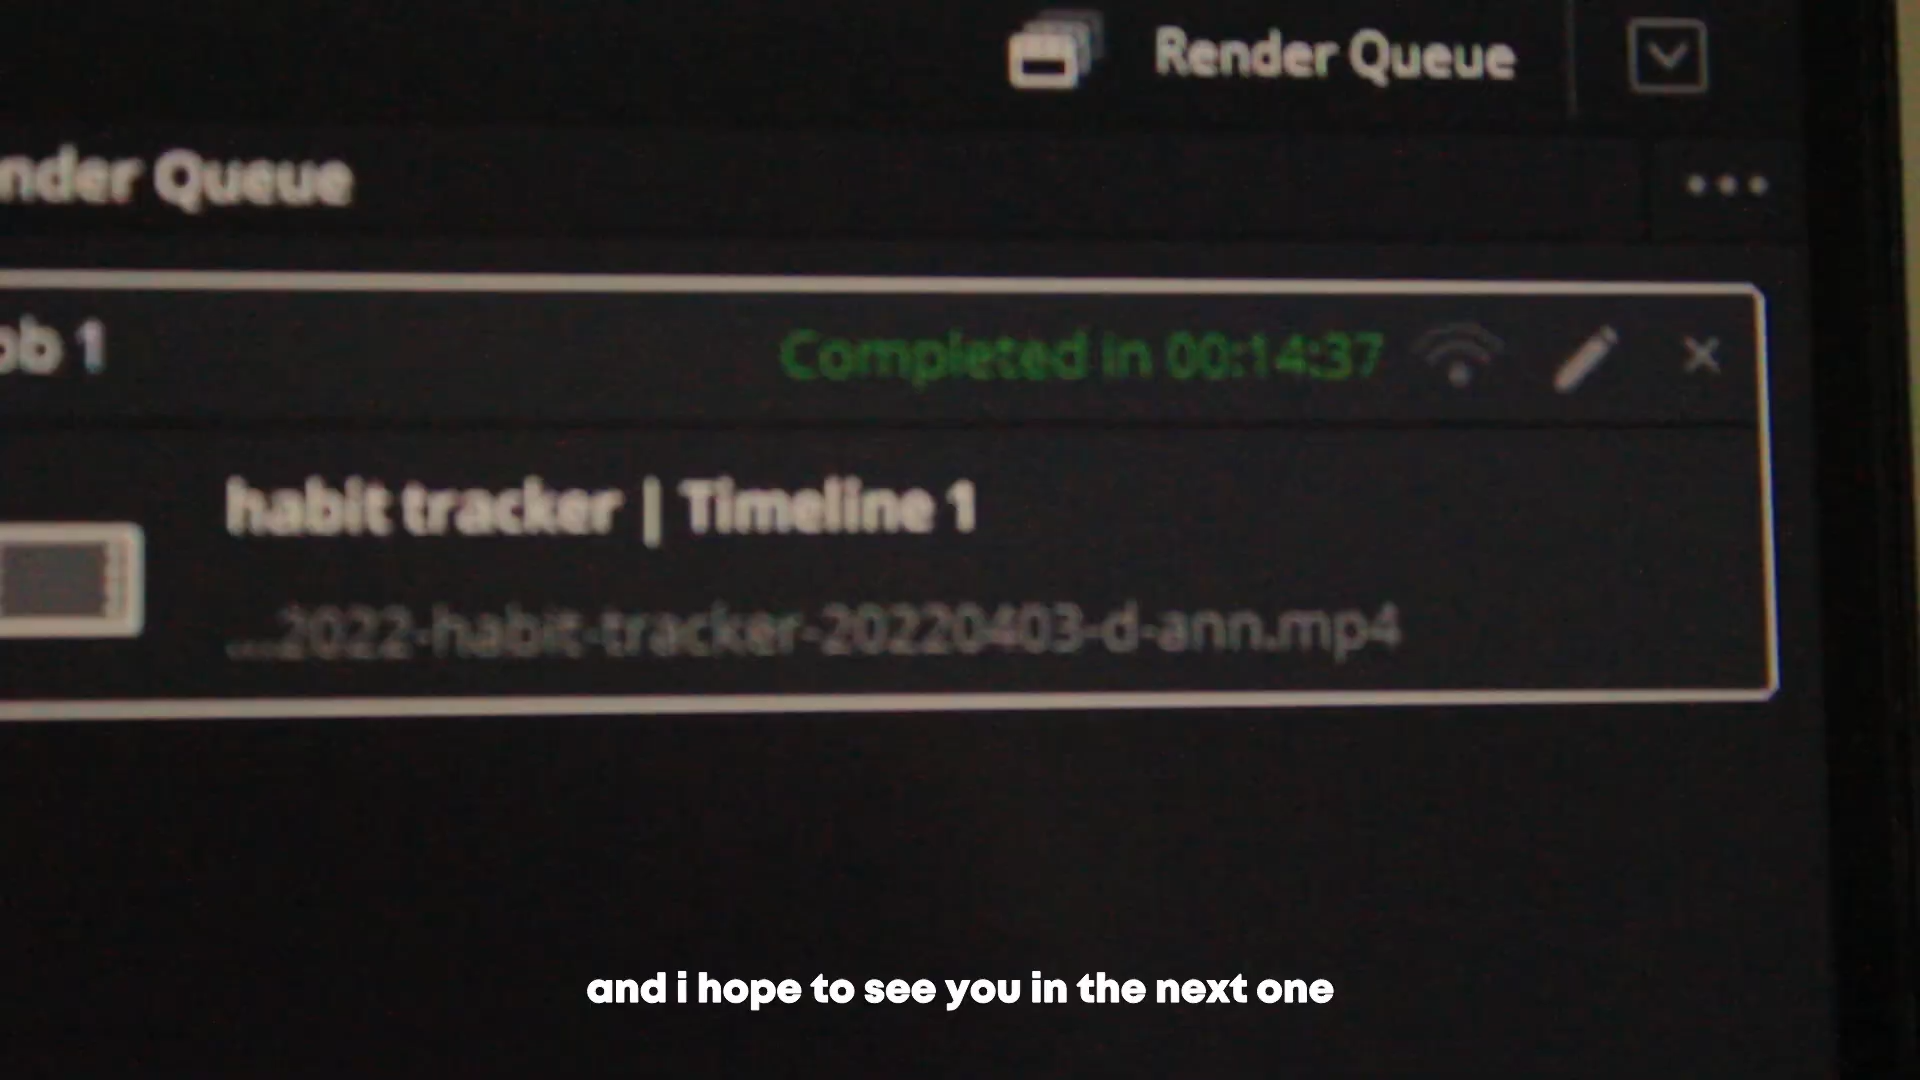 Render Queue
nder Queue
ob 1
Completed in 00:14:37
habit tracker | Timeline 1
...2022-habit-tracker-20220403-d-ann.mp4
and i hope to see you in the next one